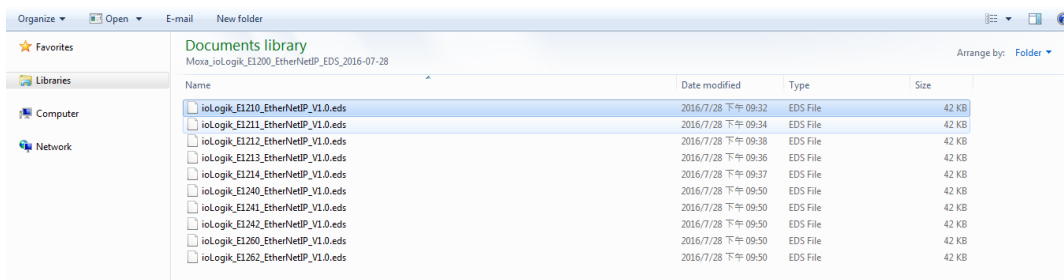 Organize Open E-mail New folder
Favorites
Libraries
Computer
Network
Documents library
Moxa_ioLogik_E1200_EtherNetIP_EDS_2016-07-28
Arrange by: Folder
Name Date modified Type Size
ioLogik_E1210_EtherNetIP_V1.0.eds 2016/7/28 下午 09:32 EDS File 42 KB
ioLogik_E1211_EtherNetIP_V1.0.eds 2016/7/28 下午 09:34 EDS File 42 KB
ioLogik_E1212_EtherNetIP_V1.0.eds 2016/7/28 下午 09:38 EDS File 42 KB
ioLogik_E1213_EtherNetIP_V1.0.eds 2016/7/28 下午 09:36 EDS File 42 KB
ioLogik_E1214_EtherNetIP_V1.0.eds 2016/7/28 下午 09:37 EDS File 42 KB
ioLogik_E1240_EtherNetIP_V1.0.eds 2016/7/28 下午 09:50 EDS File 42 KB
ioLogik_E1241_EtherNetIP_V1.0.eds 2016/7/28 下午 09:50 EDS File 42 KB
ioLogik_E1242_EtherNetIP_V1.0.eds 2016/7/28 下午 09:50 EDS File 42 KB
ioLogik_E1260_EtherNetIP_V1.0.eds 2016/7/28 下午 09:50 EDS File 42 KB
ioLogik_E1262_EtherNetIP_V1.0.eds 2016/7/28 下午 09:50 EDS File 42 KB